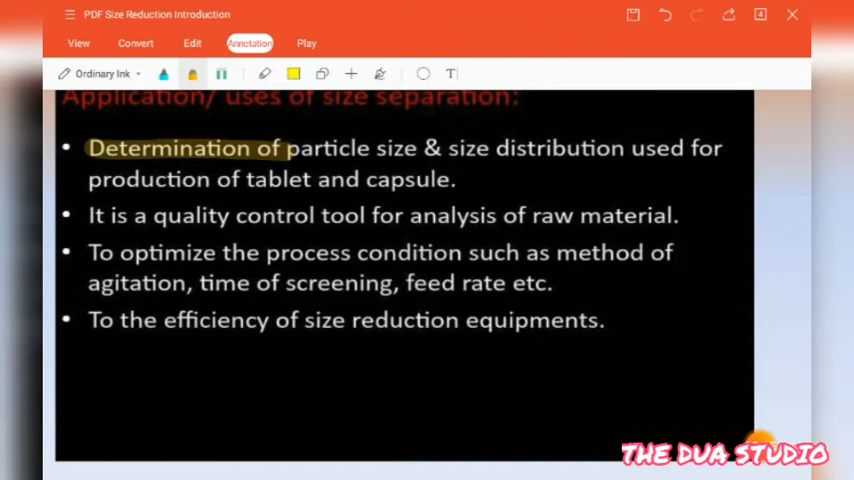 PDF Size Reduction Introduction
4
View Convert Edit Annotation Play
Ordinary Ink T
Application/ uses of size separation:
• Determination of particle size & size distribution used for
production of tablet and capsule.
• It is a quality control tool for analysis of raw material.
• To optimize the process condition such as method of
agitation, time of screening, feed rate etc.
• To the efficiency of size reduction equipments.
THE DUA STUDIO